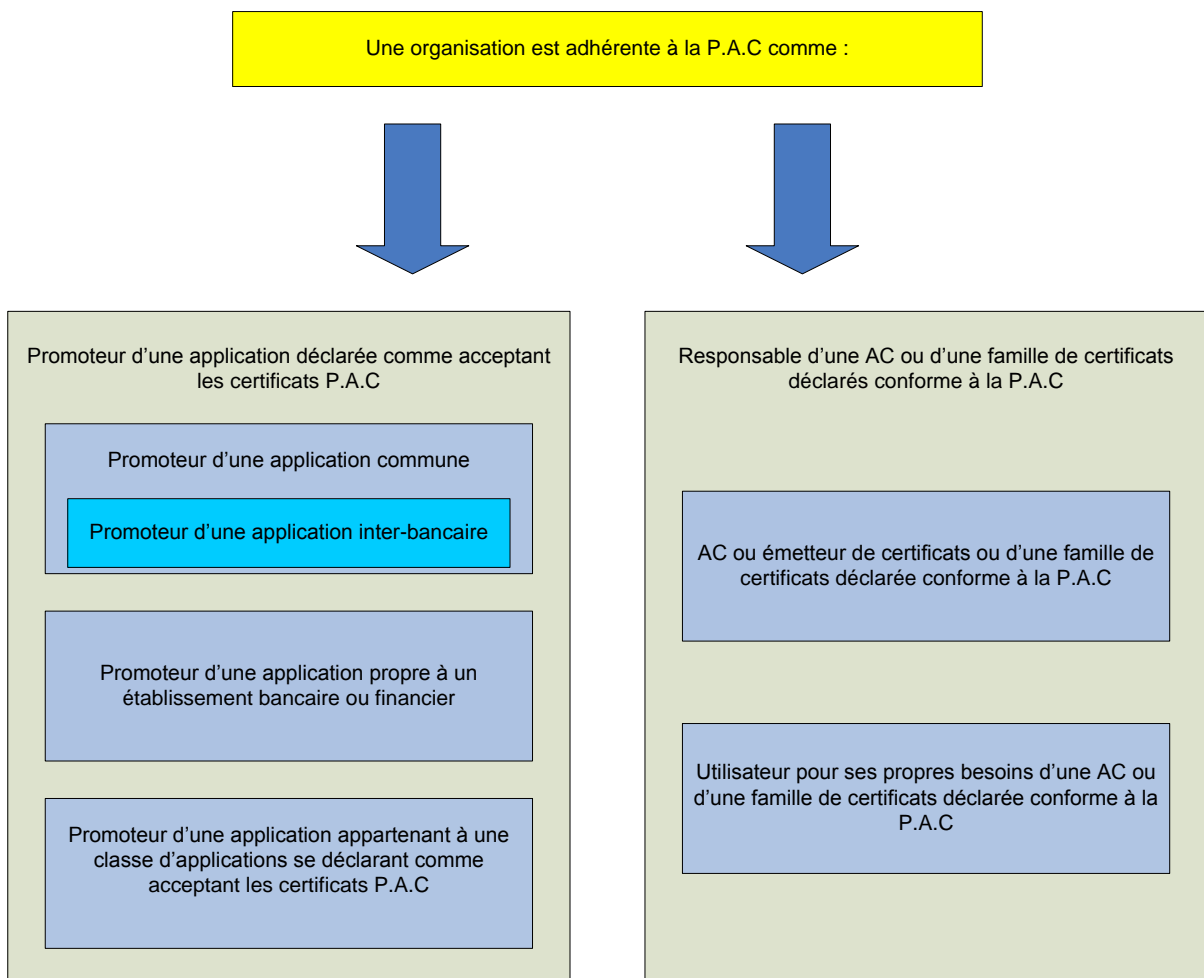 Une organisation est adhérente à la P.A.C comme :
Promoteur d’une application déclarée comme acceptant
les certificats P.A.C
Promoteur d’une application commune
Promoteur d’une application inter-bancaire
Promoteur d’une application propre à un
établissement bancaire ou financier
Promoteur d’une application appartenant à une
classe d’applications se déclarant comme
acceptant les certificats P.A.C
Responsable d’une AC ou d’une famille de certificats
déclarés conforme à la P.A.C
AC ou émetteur de certificats ou d’une famille de
certificats déclarée conforme à la P.A.C
Utilisateur pour ses propres besoins d’une AC ou
d’une famille de certificats déclarée conforme à la
P.A.C